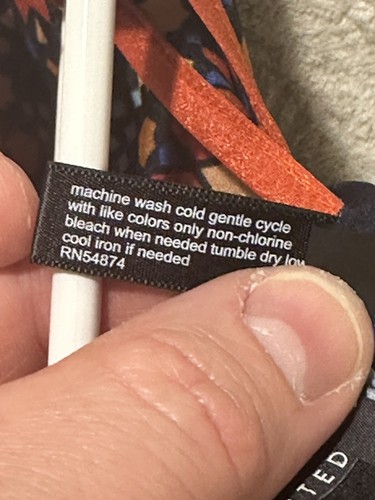 machine wash cold gentle cycle
with like colors only non-chlorine
bleach when needed tumble dry low
cool iron if needed
RN54874
TED